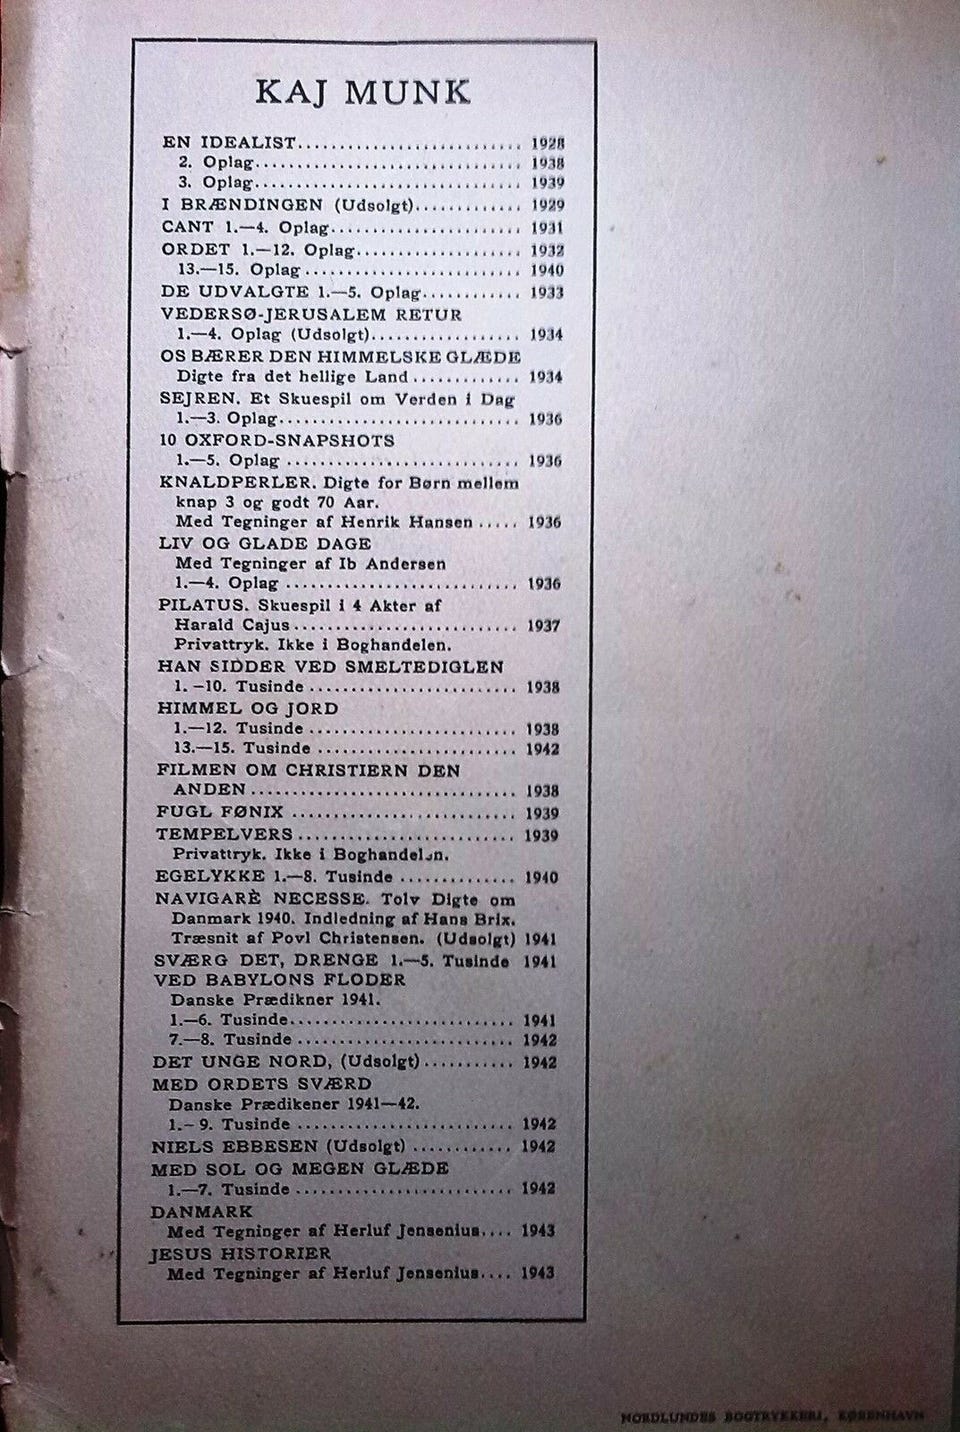 KAJ MUNK
EN IDEALIST........................... 1928
2. Oplag................................ 1938
3. Oplag................................ 1939
I BRÆNDINGEN (Udsolgt)............. 1929
CANT 1.—4. Oplag....................... 1931
ORDET 1.—12. Oplag.................... 1932
13.—15. Oplag .......................... 1940
DE UDVALGTE 1.—5. Oplag............ 1933
VEDERSØ-JERUSALEM RETUR
1.—4. Oplag (Udsolgt).................. 1934
OS BÆRER DEN HIMMELSKE GLÆDE
Digte fra det hellige Land ............. 1934
SEJREN. Et Skuespil om Verden i Dag
1.—3. Oplag............................. 1936
10 OXFORD-SNAPSHOTS
1.—5. Oplag ............................ 1936
KNALDPERLER. Digte for Børn mellem
knap 3 og godt 70 Aar.
Med Tegninger af Henrik Hansen ..... 1936
LIV OG GLADE DAGE
Med Tegninger af Ib Andersen
1.—4. Oplag ............................ 1936
PILATUS. Skuespil i 4 Akter af
Harald Cajus........................... 1937
Privattryk. Ikke i Boghandelen.
HAN SIDDER VED SMELTEDIGLEN
1. –10. Tusinde ......................... 1938
HIMMEL OG JORD
1.—12. Tusinde ......................... 1938
13.—15. Tusinde ........................ 1942
FILMEN OM CHRISTIERN DEN
ANDEN................................ 1938
FUGL FØNIX ........................... 1939
TEMPELVERS .......................... 1939
Privattryk. Ikke i Boghandelen.
EGELYKKE 1.—8. Tusinde .............. 1940
NAVIGARÈ NECESSE. Tolv Digte om
Danmark 1940. Indledning af Hans Brix.
Træsnit af Povl Christensen. (Udsolgt) 1941
SVÆRG DET, DRENGE 1.—5. Tusinde 1941
VED BABYLONS FLODER
Danske Prædikner 1941.
1.—6. Tusinde........................... 1941
7.—8. Tusinde .......................... 1942
DET UNGE NORD, (Udsolgt)........... 1942
MED ORDETS SVÆRD
Danske Prædikener 1941—42.
1.– 9. Tusinde .......................... 1942
NIELS EBBESEN (Udsolgt) ............ 1942
MED SOL OG MEGEN GLÆDE
1.—7. Tusinde .......................... 1942
DANMARK
Med Tegninger af Herluf Jensenius.... 1943
JESUS HISTORIER
Med Tegninger af Herluf Jensenius.... 1943
NORDLUNDES BOGTRYKKERI, KØBENHAVN